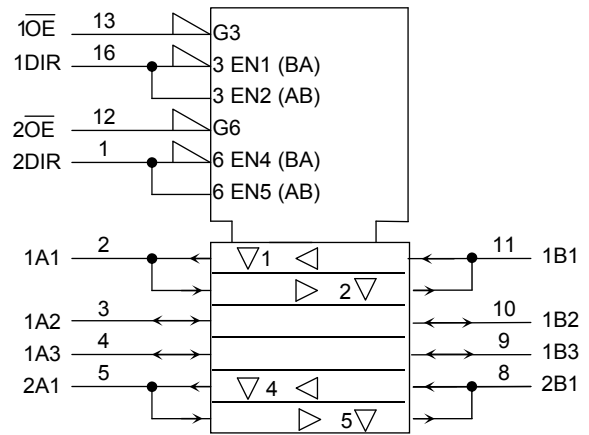 1O̅E̅ 13 G3
1DIR 16 3 EN1 (BA)
3 EN2 (AB)
2O̅E̅ 12 G6
2DIR 1 6 EN4 (BA)
6 EN5 (AB)
1A1 2 ▽1 ◁ 11 1B1
▷ 2▽
1A2 3 10 1B2
1A3 4 9 1B3
2A1 5 ▽4 ◁ 8 2B1
▷ 5▽